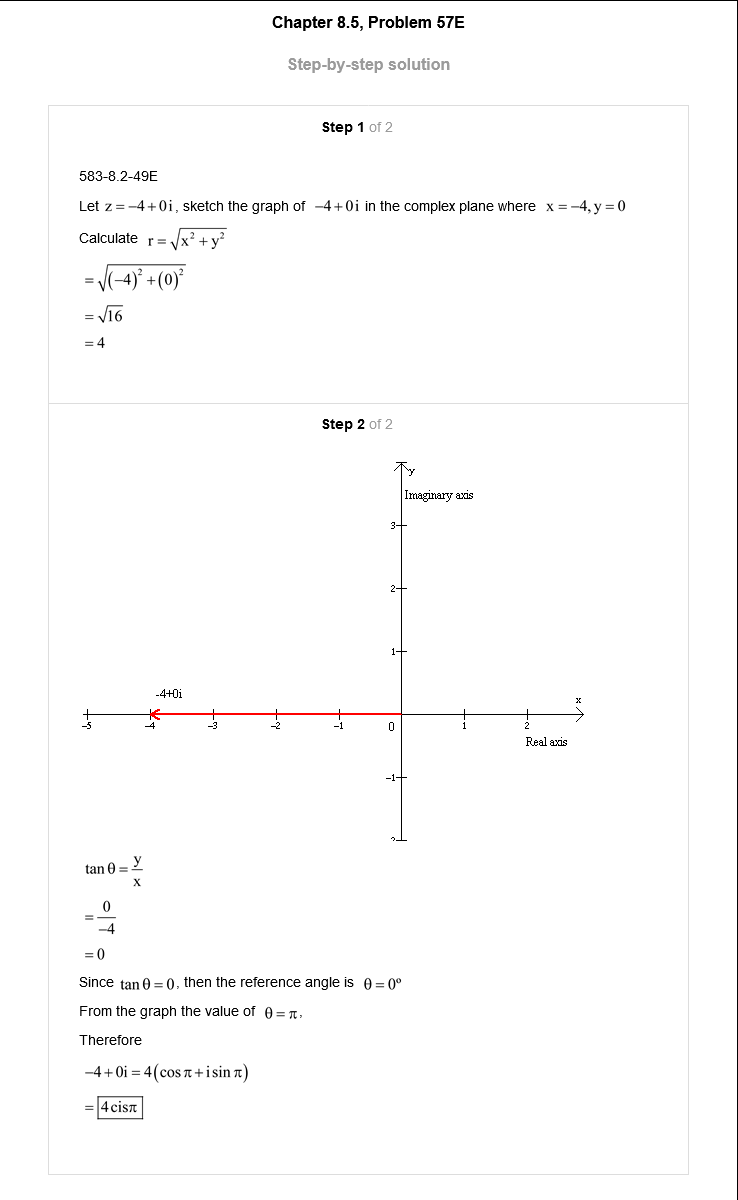 Chapter 8.5, Problem 57E
Step-by-step solution
Step 1 of 2
583-8.2-49E
Let z = −4 + 0i, sketch the graph of −4 + 0i in the complex plane where x = −4, y = 0
Calculate r = √(x² + y²)
= √((−4)² + (0)²)
= √16
= 4
Step 2 of 2
y
Imaginary axis
3
2
1
-4+0i
x
−5 −4 −3 −2 −1 0 1 2
Real axis
−1
tan θ = y/x
= 0/−4
= 0
Since tan θ = 0, then the reference angle is θ = 0°
From the graph the value of θ = π,
Therefore
−4 + 0i = 4(cos π + i sin π)
= 4 cis π